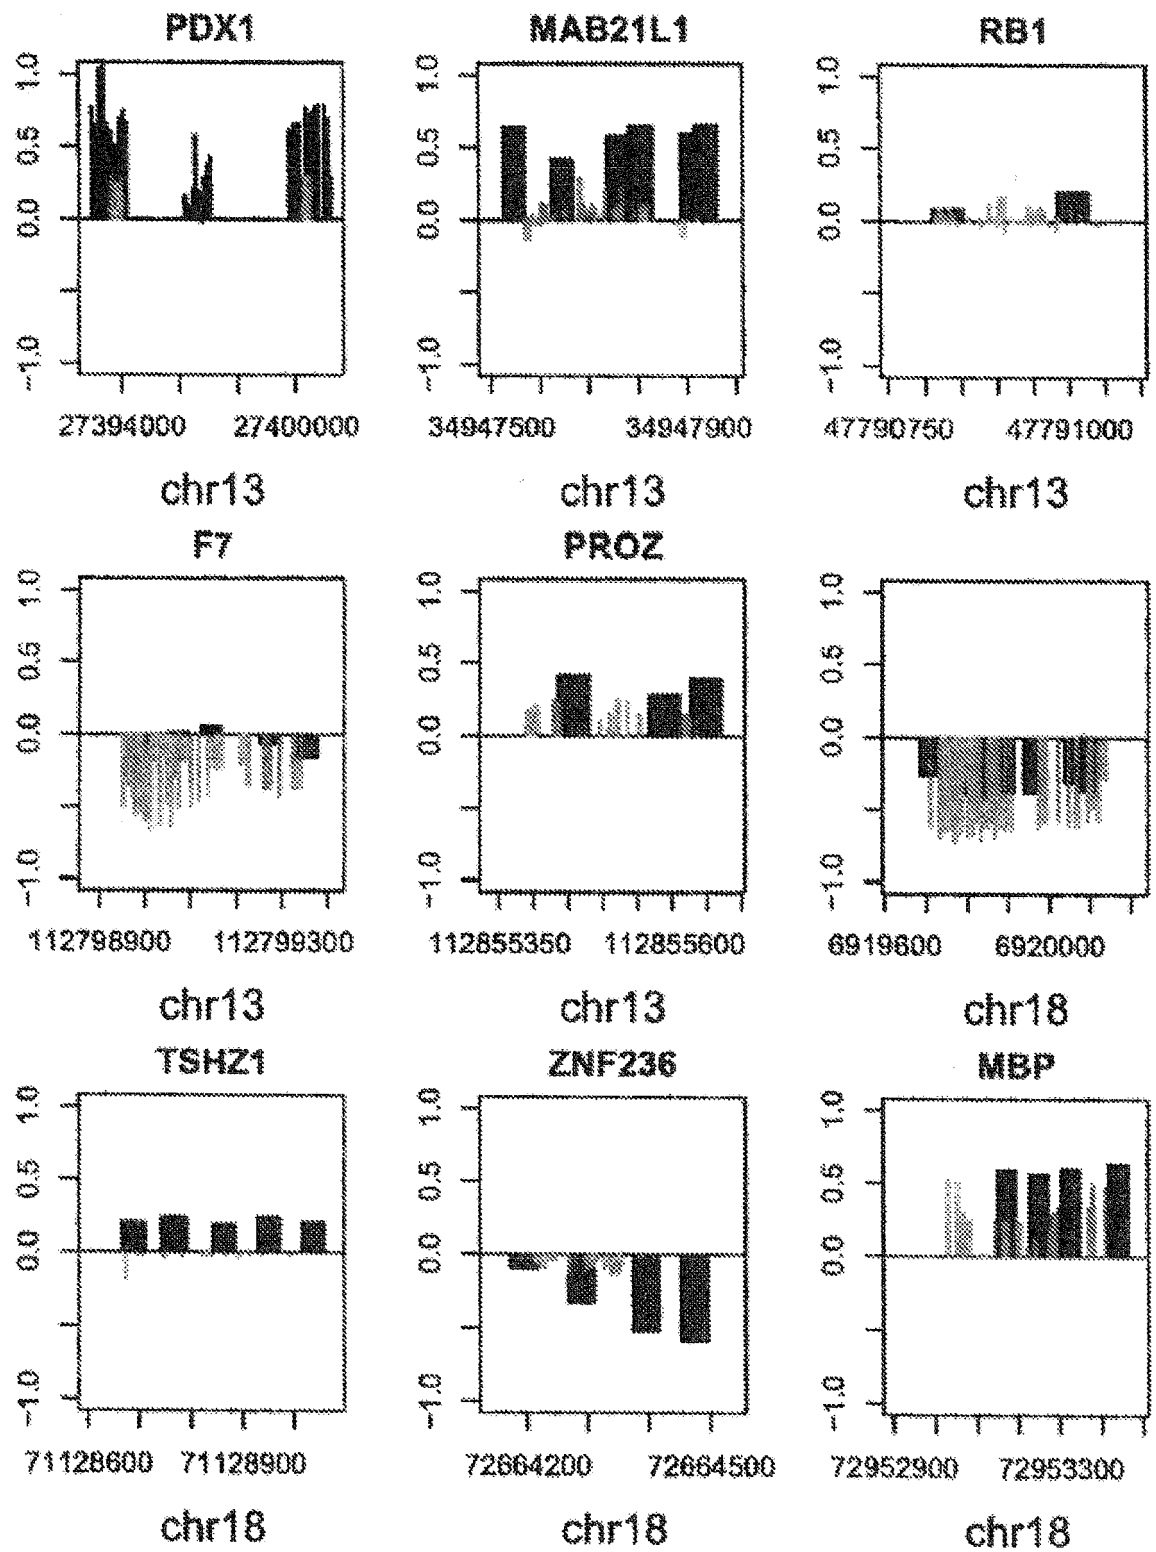 PDX1 MAB21L1 RB1
1.0 1.0 1.0
0.5 0.5 0.5
0.0 0.0 0.0
-1.0 -1.0 -1.0
27394000 27400000 34947500 34947900 47790750 47791000
chr13 chr13 chr13
F7 PROZ
1.0 1.0 1.0
0.5 0.5 0.5
0.0 0.0 0.0
-1.0 -1.0 -1.0
112798900 112799300 112855350 112855600 6919600 6920000
chr13 chr13 chr18
TSHZ1 ZNF236 MBP
1.0 1.0 1.0
0.5 0.5 0.5
0.0 0.0 0.0
-1.0 -1.0 -1.0
71128600 71128900 72664200 72664500 72952900 72953300
chr18 chr18 chr18